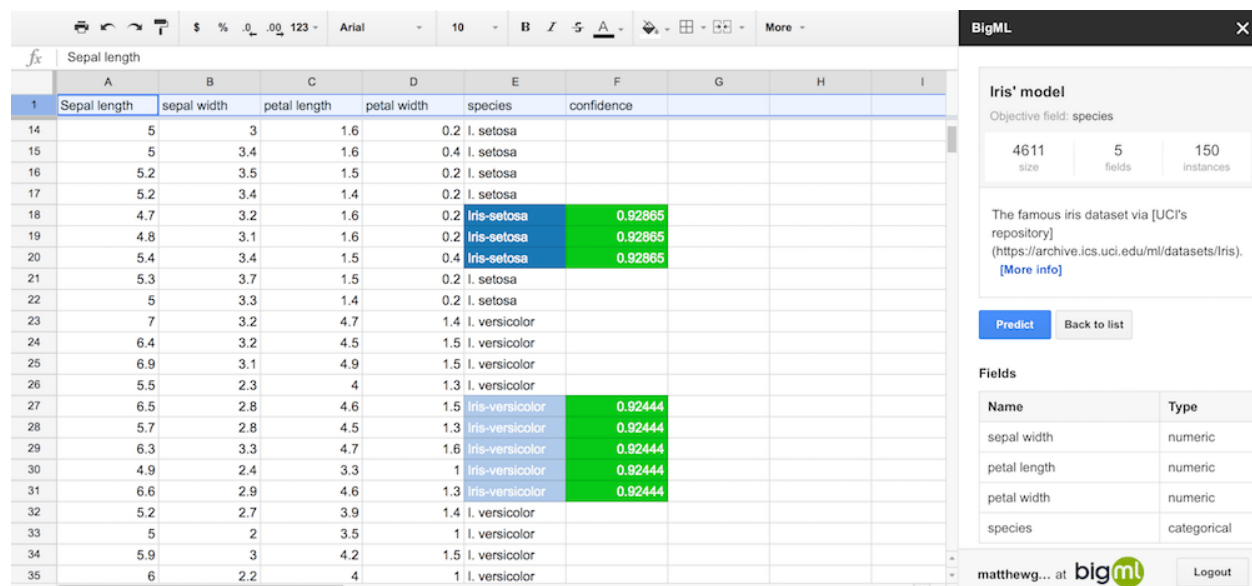 $ % .0 .00 123 Arial 10 B I S A More
fx Sepal length
A B C D E F G H I
1 Sepal length sepal width petal length petal width species confidence
14 5 3 1.6 0.2 I. setosa
15 5 3.4 1.6 0.4 I. setosa
16 5.2 3.5 1.5 0.2 I. setosa
17 5.2 3.4 1.4 0.2 I. setosa
18 4.7 3.2 1.6 0.2 Iris-setosa 0.92865
19 4.8 3.1 1.6 0.2 Iris-setosa 0.92865
20 5.4 3.4 1.5 0.4 Iris-setosa 0.92865
21 5.3 3.7 1.5 0.2 I. setosa
22 5 3.3 1.4 0.2 I. setosa
23 7 3.2 4.7 1.4 I. versicolor
24 6.4 3.2 4.5 1.5 I. versicolor
25 6.9 3.1 4.9 1.5 I. versicolor
26 5.5 2.3 4 1.3 I. versicolor
27 6.5 2.8 4.6 1.5 Iris-versicolor 0.92444
28 5.7 2.8 4.5 1.3 Iris-versicolor 0.92444
29 6.3 3.3 4.7 1.6 Iris-versicolor 0.92444
30 4.9 2.4 3.3 1 Iris-versicolor 0.92444
31 6.6 2.9 4.6 1.3 Iris-versicolor 0.92444
32 5.2 2.7 3.9 1.4 I. versicolor
33 5 2 3.5 1 I. versicolor
34 5.9 3 4.2 1.5 I. versicolor
35 6 2.2 4 1 I. versicolor
BigML
Iris' model
Objective field: species
4611 5 150
size fields instances
The famous iris dataset via [UCI's
repository]
(https://archive.ics.uci.edu/ml/datasets/Iris).
[More info]
Predict Back to list
Fields
Name Type
sepal width numeric
petal length numeric
petal width numeric
species categorical
matthewg... at bigml Logout